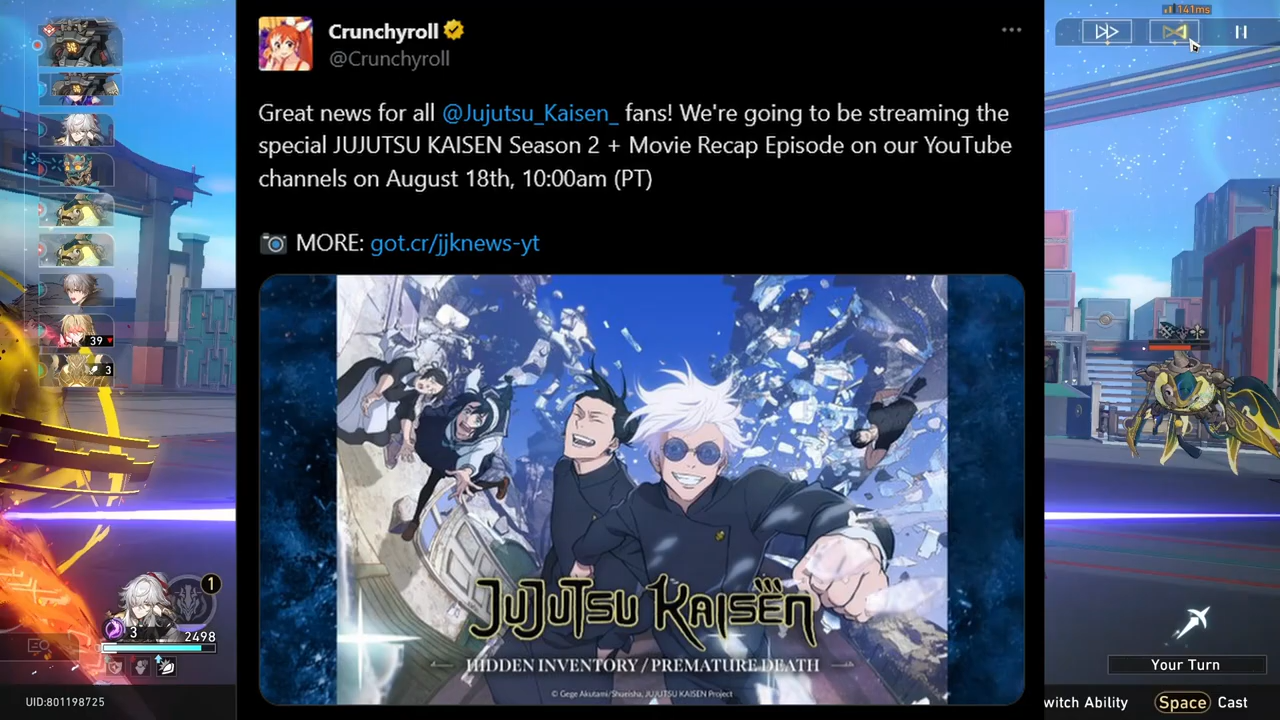 141ms
Crunchyroll
@Crunchyroll
Great news for all @Jujutsu_Kaisen_ fans! We're going to be streaming the
special JUJUTSU KAISEN Season 2 + Movie Recap Episode on our YouTube
channels on August 18th, 10:00am (PT)
MORE: got.cr/jjknews-yt
39
3
JUJUTSU KAISEN
HIDDEN INVENTORY / PREMATURE DEATH
© Gege Akutami/Shueisha, JUJUTSU KAISEN Project
1
3
2498
UID:801198725
Your Turn
witch Ability
Space
Cast